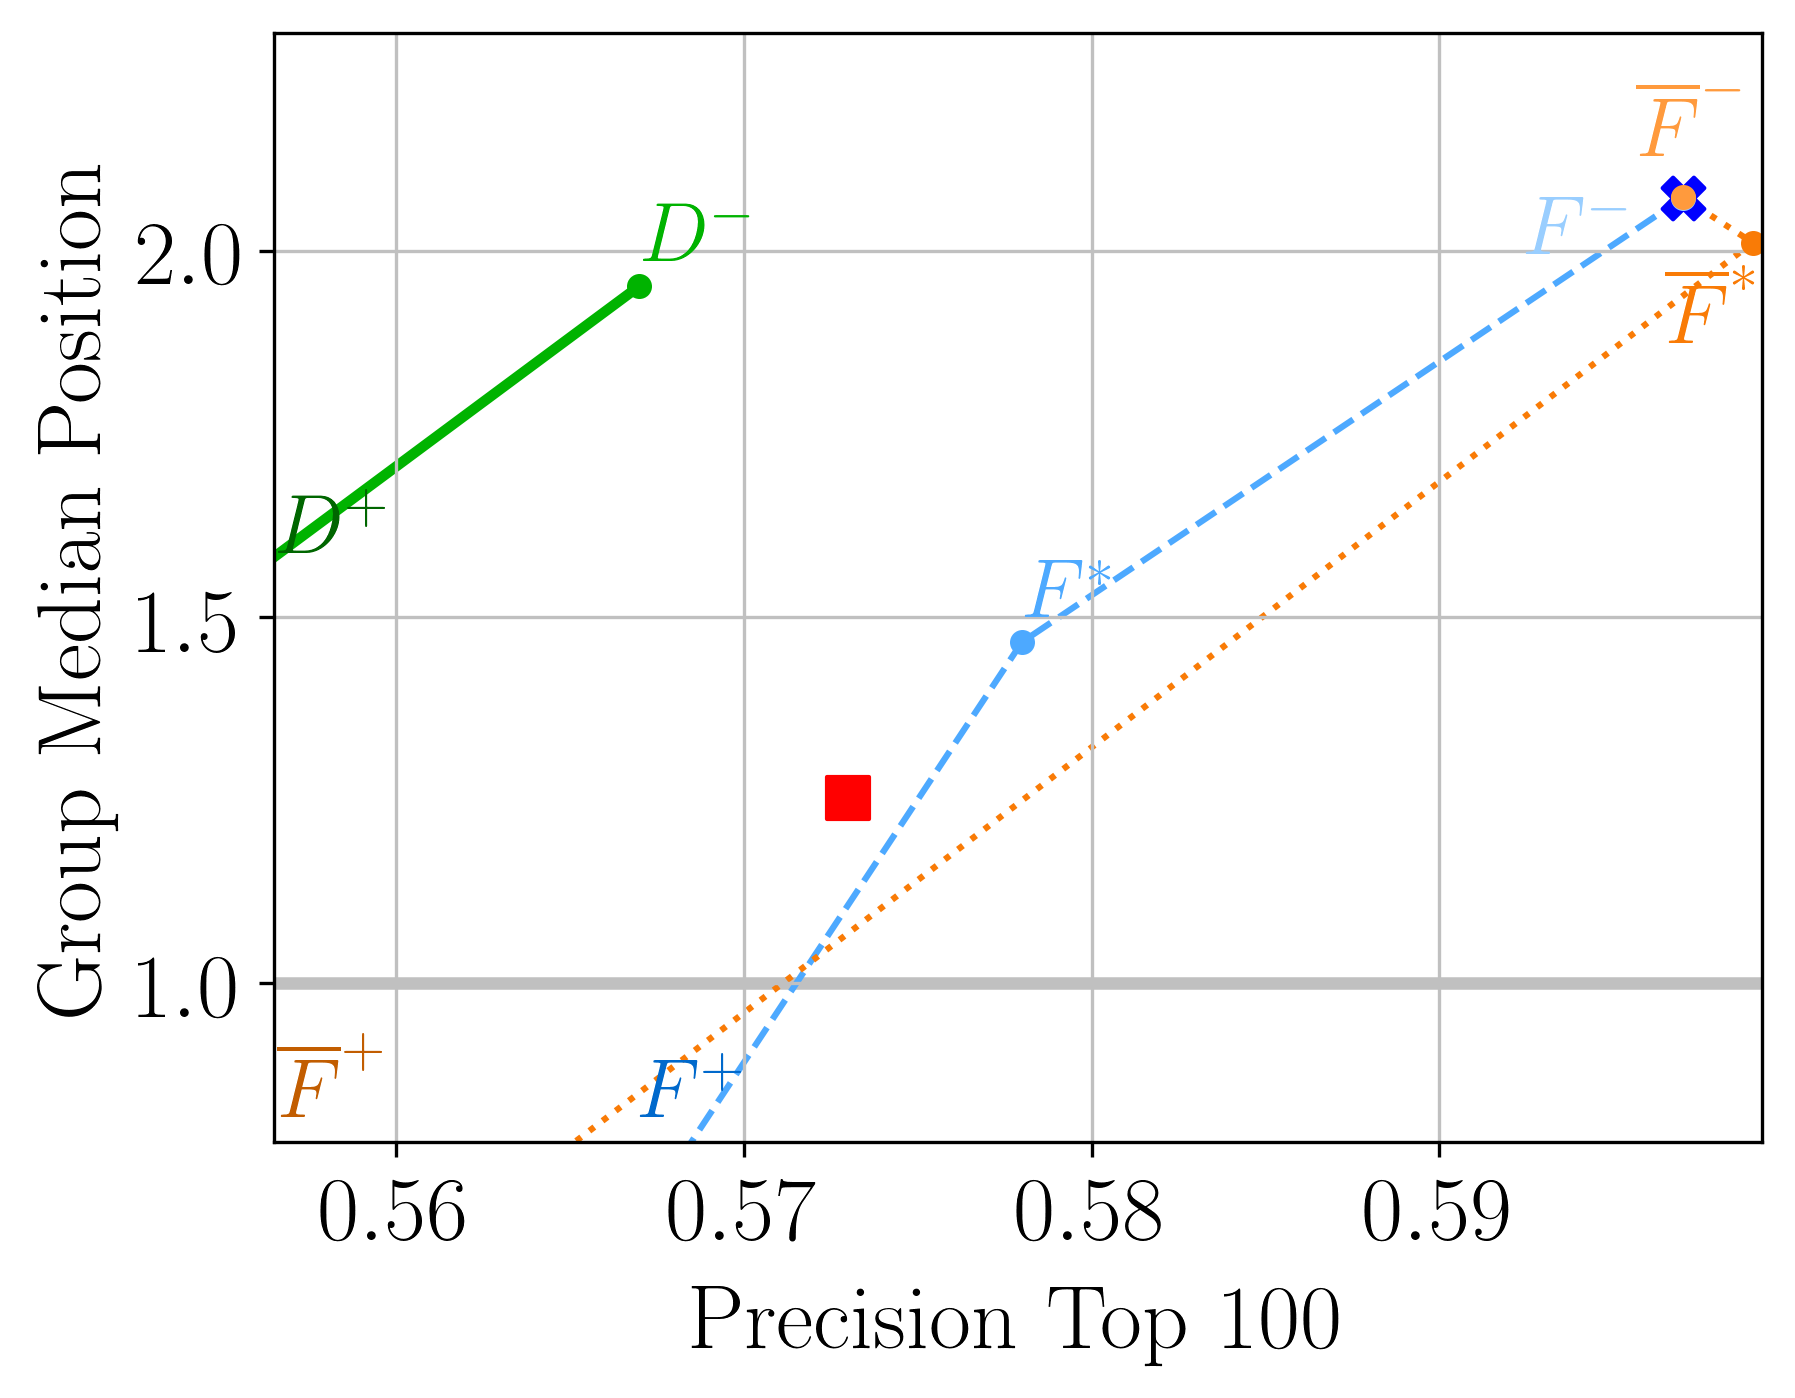 Group Median Position
2.0
1.5
1.0
F̅⁻
D⁻
F⁻
F̅*
D⁺
F*
F̅⁺
F⁺
0.56 0.57 0.58 0.59
Precision Top 100